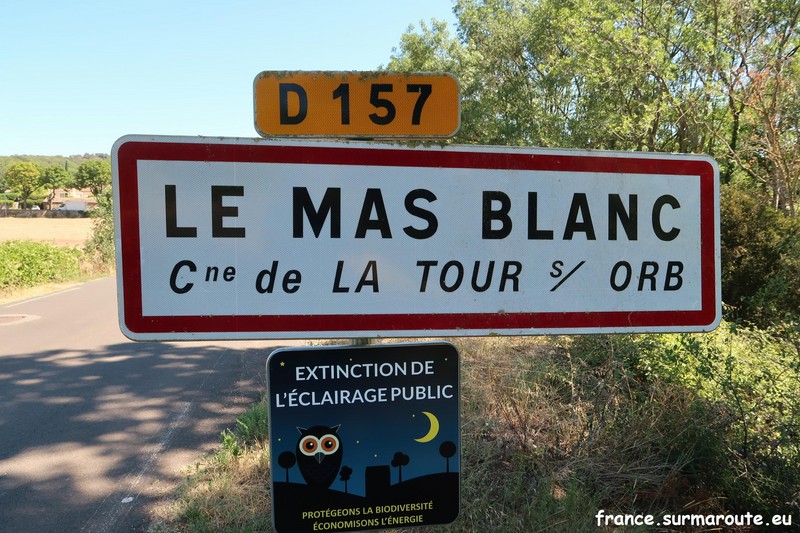 D 157
LE MAS BLANC
Cne de LA TOUR s/ ORB
EXTINCTION DE
L'ÉCLAIRAGE PUBLIC
PROTÉGEONS LA BIODIVERSITÉ
ÉCONOMISONS L'ÉNERGIE
france.surmaroute.eu